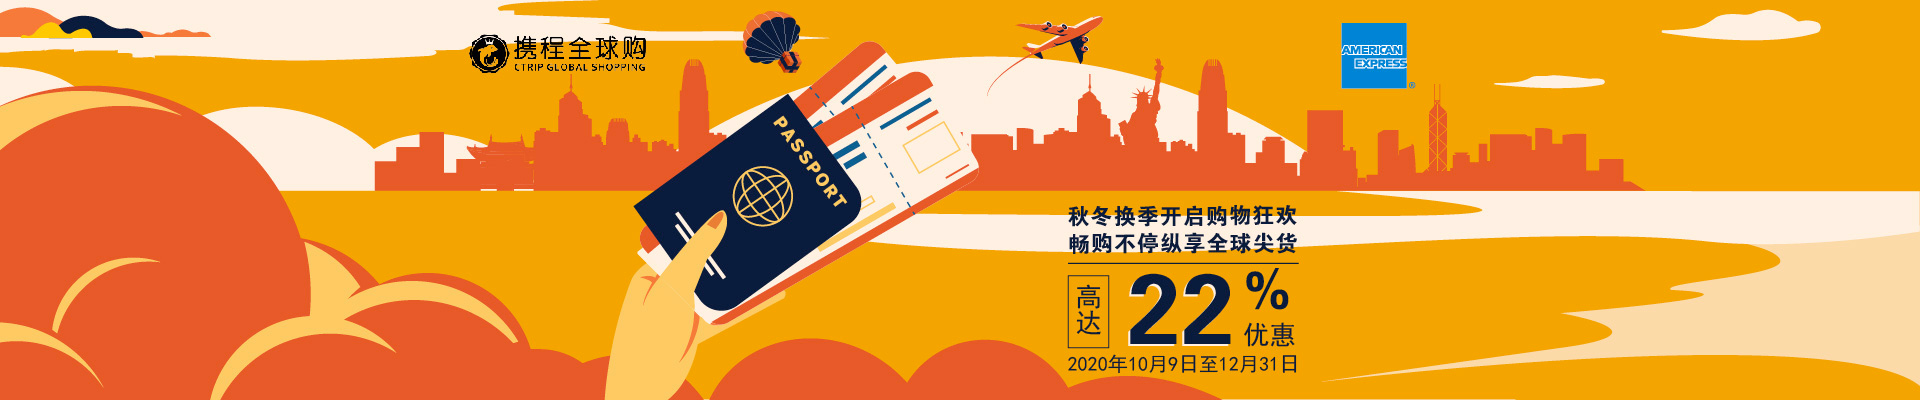 携程全球购
CTRIP GLOBAL SHOPPING
AMERICAN
EXPRESS
®
PASSPORT
秋冬换季开启购物狂欢
畅购不停纵享全球尖货
高达
22%
优惠
2020年10月9日至12月31日